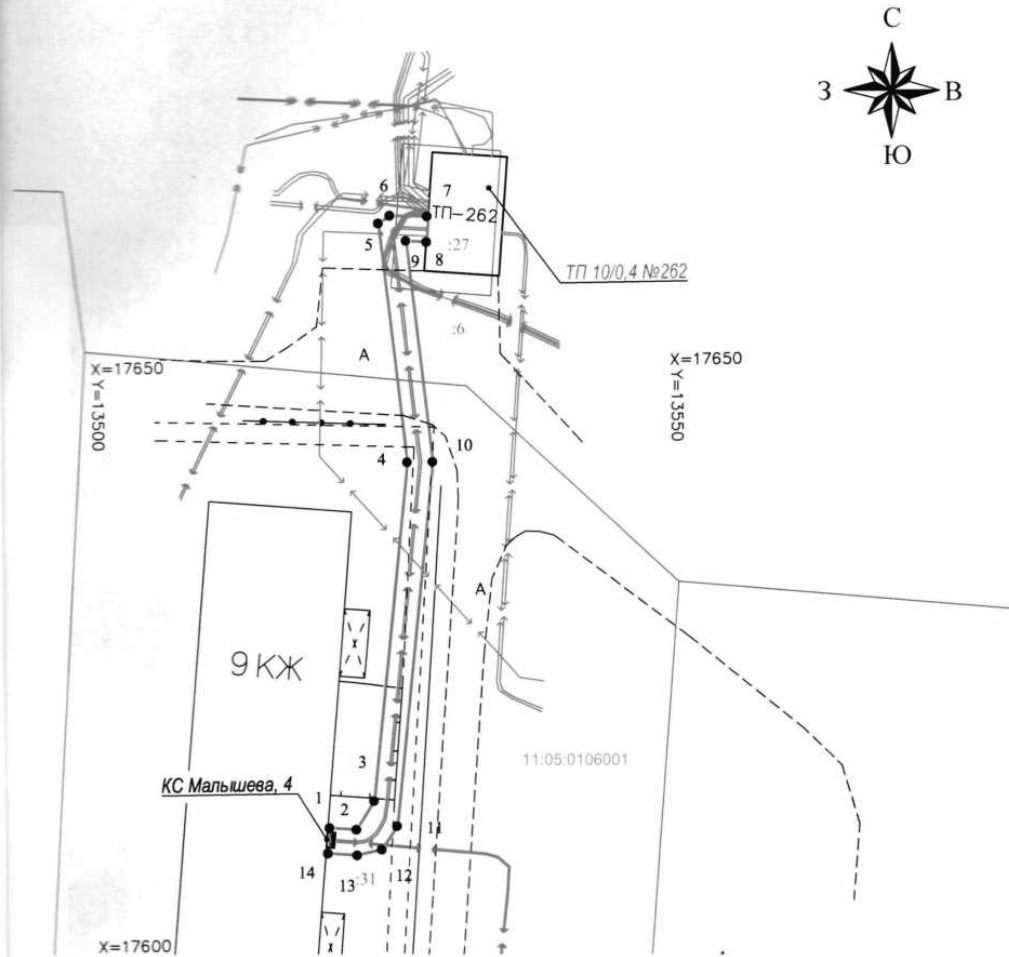 С
З
В
Ю
6
7
ТП-262
5
9
8
:27
ТП 10/0,4 №262
:6
А
X=17650
Y=13500
X=17650
Y=13550
4
10
А
9 КЖ
x
3
11:05:0106001
КС Малышева, 4
1
2
11
14
13
:31
12
x
X=17600